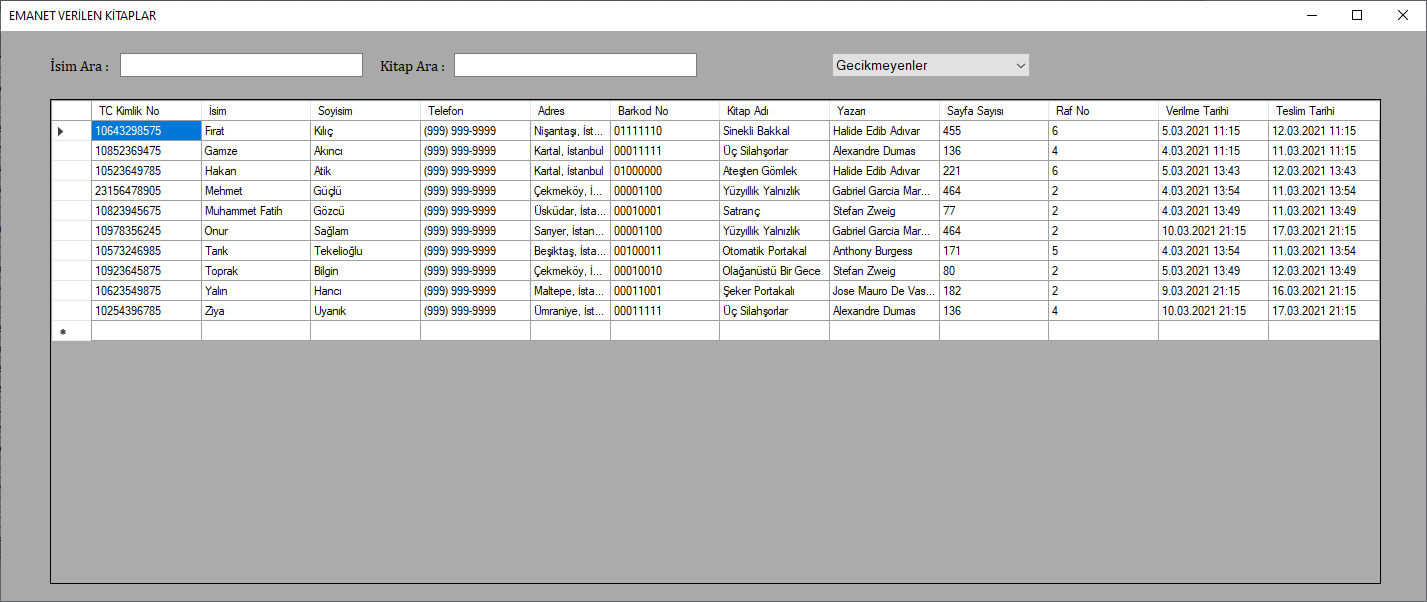 EMANET VERİLEN KİTAPLAR
İsim Ara : Kitap Ara : Gecikmeyenler
TC Kimlik No İsim Soyisim Telefon Adres Barkod No Kitap Adı Yazarı Sayfa Sayısı Raf No Verilme Tarihi Teslim Tarihi
10643298575 Fırat Kılıç (999) 999-9999 Nişantaşı, İst... 01111110 Sinekli Bakkal Halide Edib Adıvar 455 6 5.03.2021 11:15 12.03.2021 11:15
10852369475 Gamze Akıncı (999) 999-9999 Kartal, İstanbul 00011111 Üç Silahşorlar Alexandre Dumas 136 4 4.03.2021 11:15 11.03.2021 11:15
10523649785 Hakan Atik (999) 999-9999 Kartal, İstanbul 01000000 Ateşten Gömlek Halide Edib Adıvar 221 6 5.03.2021 13:43 12.03.2021 13:43
23156478905 Mehmet Güçlü (999) 999-9999 Çekmeköy, İ... 00001100 Yüzyıllık Yalnızlık Gabriel Garcia Mar... 464 2 4.03.2021 13:54 11.03.2021 13:54
10823945675 Muhammet Fatih Gözcü (999) 999-9999 Üsküdar, İsta... 00010001 Satranç Stefan Zweig 77 2 4.03.2021 13:49 11.03.2021 13:49
10978356245 Onur Sağlam (999) 999-9999 Sarıyer, İstan... 00001100 Yüzyıllık Yalnızlık Gabriel Garcia Mar... 464 2 10.03.2021 21:15 17.03.2021 21:15
10573246985 Tarık Tekelioğlu (999) 999-9999 Beşiktaş, İsta... 00100011 Otomatik Portakal Anthony Burgess 171 5 4.03.2021 13:54 11.03.2021 13:54
10923645875 Toprak Bilgin (999) 999-9999 Çekmeköy, İ... 00010010 Olağanüstü Bir Gece Stefan Zweig 80 2 5.03.2021 13:49 12.03.2021 13:49
10623549875 Yalın Hancı (999) 999-9999 Maltepe, İsta... 00011001 Şeker Portakalı Jose Mauro De Vas... 182 2 9.03.2021 21:15 16.03.2021 21:15
10254396785 Ziya Uyanık (999) 999-9999 Ümraniye, İst... 00011111 Üç Silahşorlar Alexandre Dumas 136 4 10.03.2021 21:15 17.03.2021 21:15